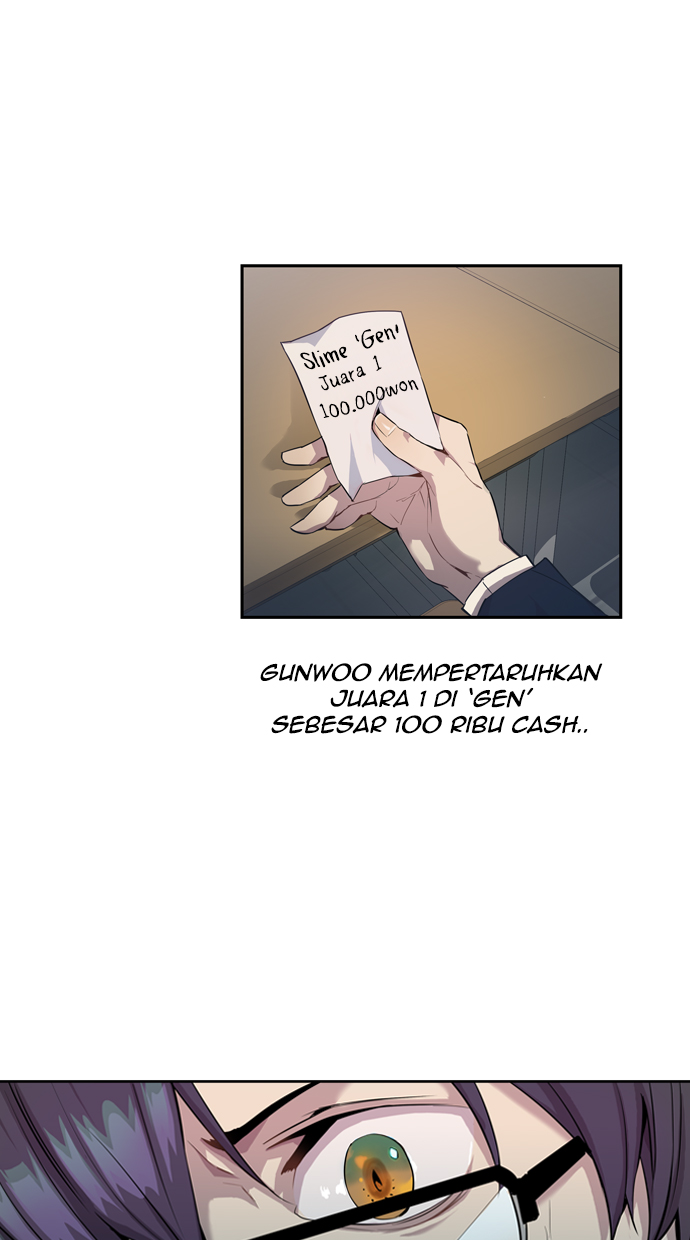 Slime 'Gen'
Juara 1
100.000won
GUNWOO MEMPERTARUHKAN
JUARA 1 DI 'GEN'
SEBESAR 100 RIBU CASH..